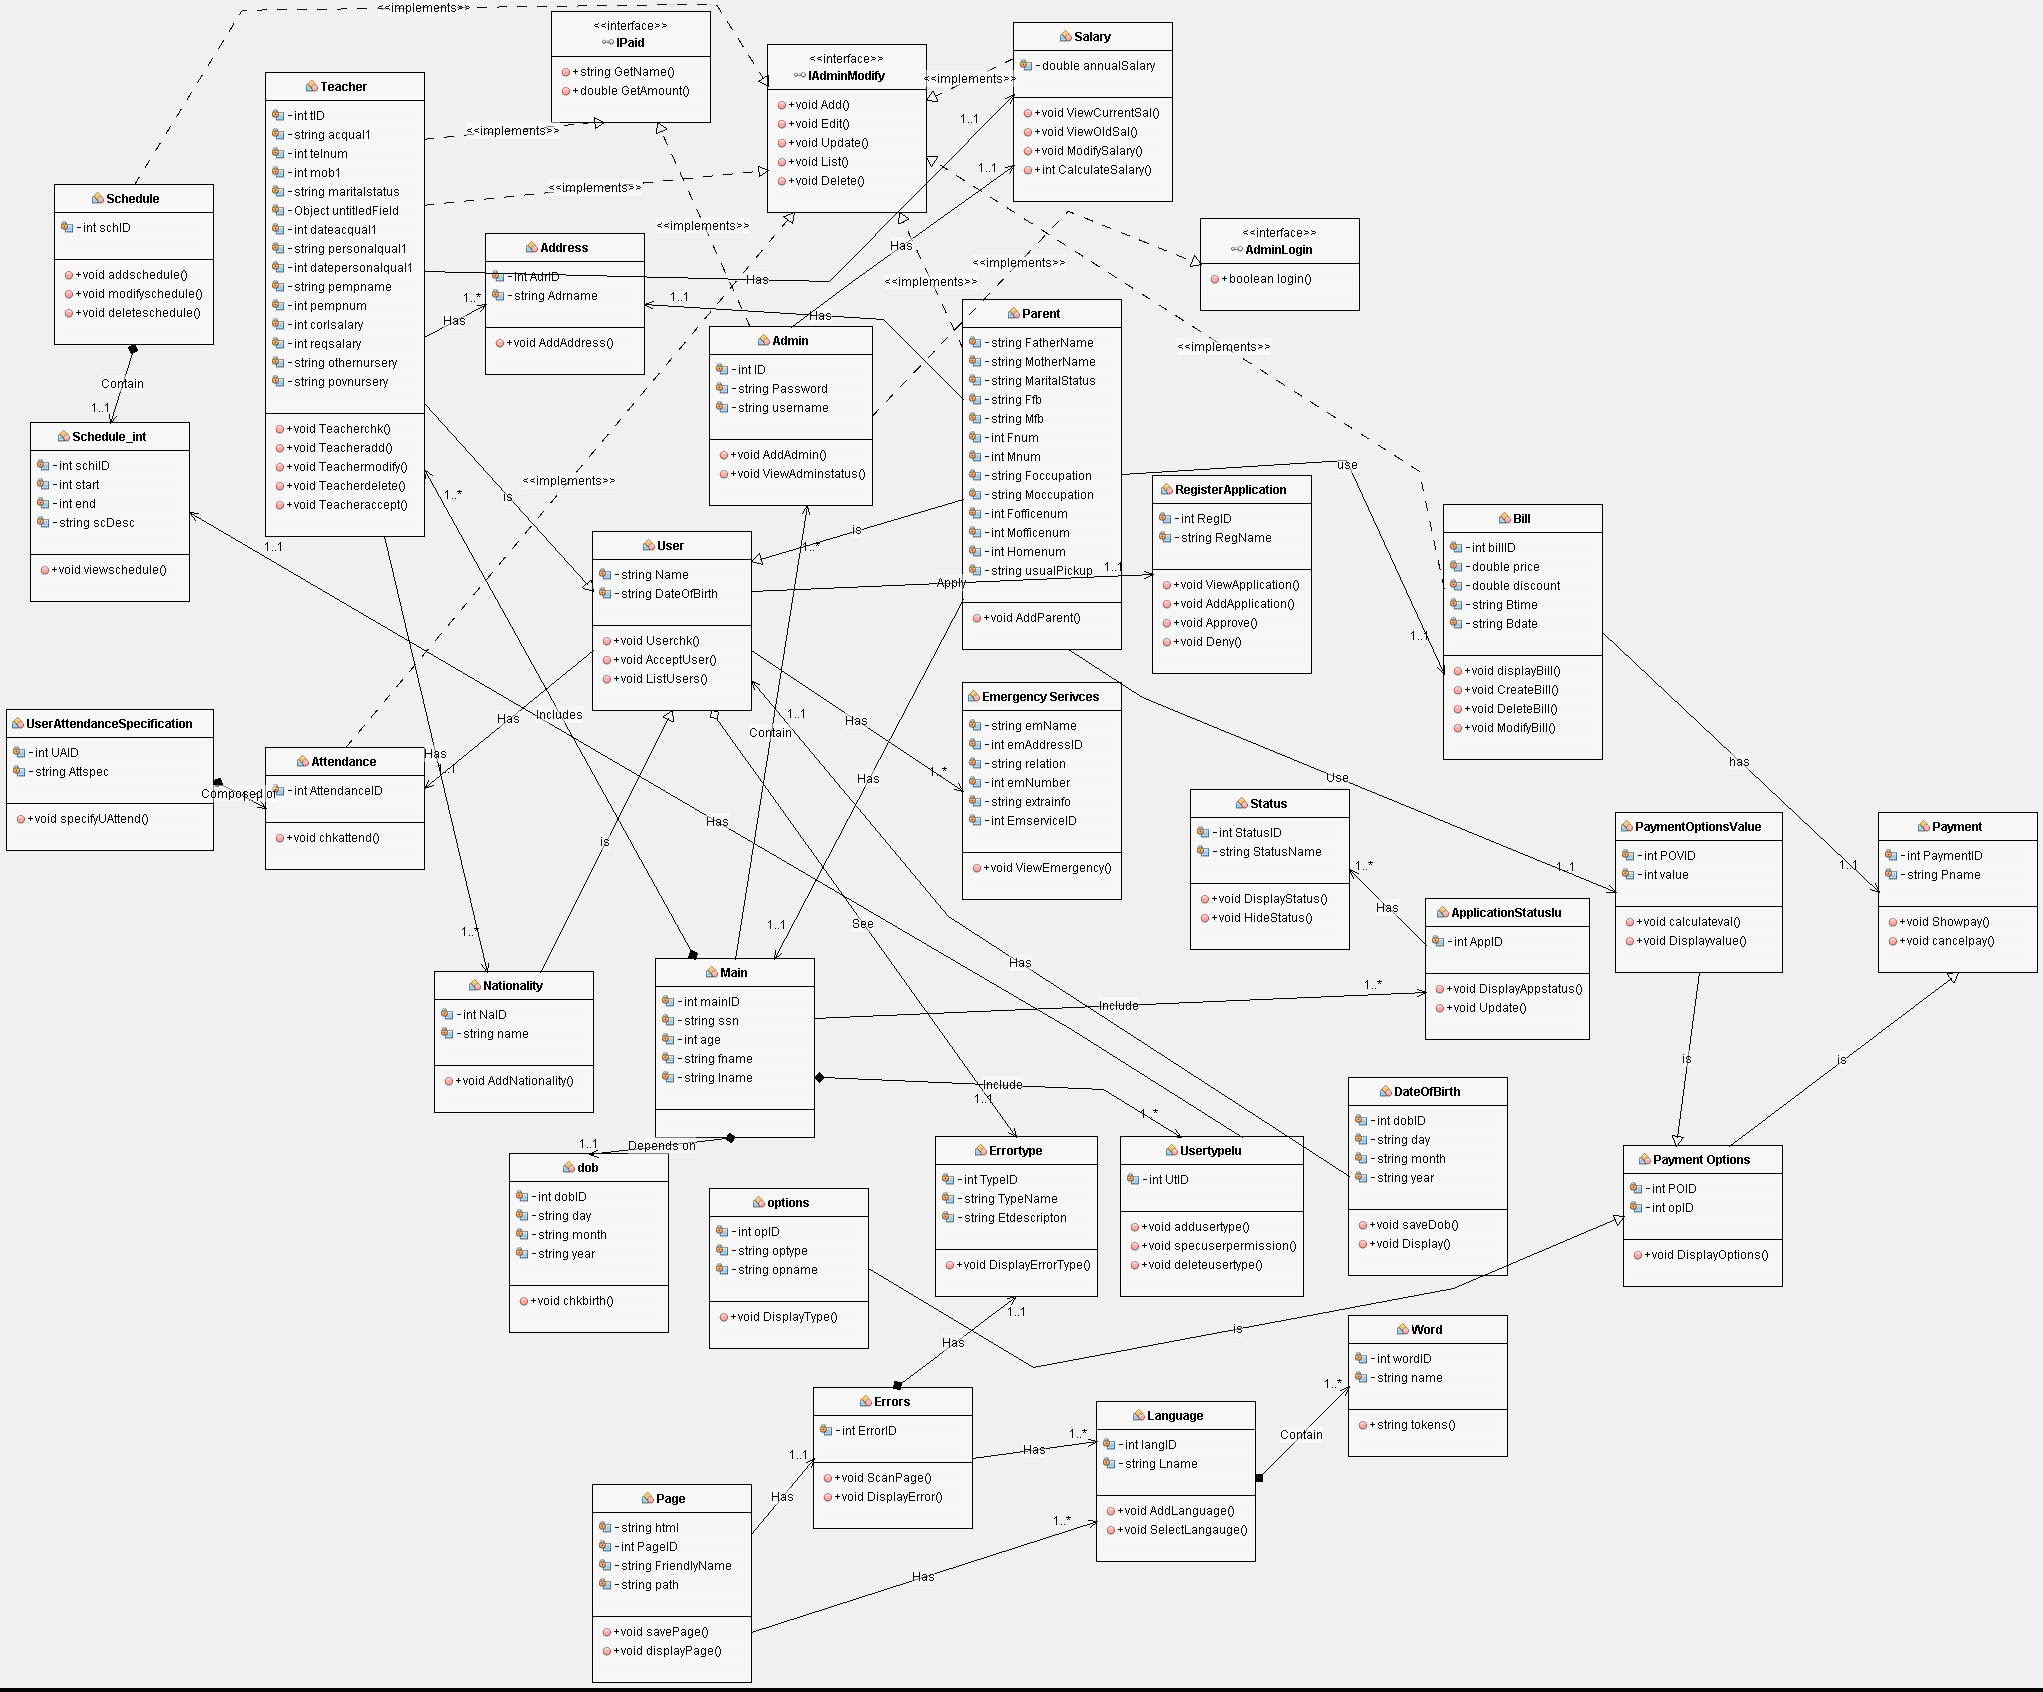 <<implements>>
<<interface>>
IPaid
+string GetName()
+double GetAmount()
<<interface>>
IAdminModify
+void Add()
+void Edit()
+void Update()
+void List()
+void Delete()
Salary
-double annualSalary
+void ViewCurrentSal()
+void ViewOldSal()
+void ModifySalary()
+int CalculateSalary()
<<implements>>
Teacher
-int tID
-string acqual1
-int telnum
-int mob1
-string maritalstatus
-Object untitledField
-int dateacqual1
-string personalqual1
-int datepersonalqual1
-string pempname
-int pempnum
-int corlsalary
-int reqsalary
-string othernursery
-string povnursery
+void Teacherchk()
+void Teacheradd()
+void Teachermodify()
+void Teacherdelete()
+void Teacheraccept()
<<implements>>
<<implements>>
<<implements>>
1..1
1..1
Schedule
-int schID
+void addschedule()
+void modifyschedule()
+void deleteschedule()
Contain
1..1
<<interface>>
AdminLogin
+boolean login()
Address
-int AdrID
-string Adrname
+void AddAddress()
Has
1..*
Has
Has
1..1
Has
<<implements>>
<<implements>>
<<implements>>
<<implements>>
Admin
-int ID
-string Password
-string username
+void AddAdmin()
+void ViewAdminstatus()
Parent
-string FatherName
-string MotherName
-string MaritalStatus
-string Ffb
-string Mfb
-int Fnum
-int Mnum
-string Foccupation
-string Moccupation
-int Fofficenum
-int Mofficenum
-int Homenum
-string usualPickup
+void AddParent()
Schedule_int
-int schiID
-int start
-int end
-string scDesc
+void viewschedule()
1..1
1..*
is
is
use
1..*
RegisterApplication
-int RegID
-string RegName
+void ViewApplication()
+void AddApplication()
+void Approve()
+void Deny()
Bill
-int billID
-double price
-double discount
-string Btime
-string Bdate
+void displayBill()
+void CreateBill()
+void DeleteBill()
+void ModifyBill()
1..1
User
-string Name
-string DateOfBirth
+void Userchk()
+void AcceptUser()
+void ListUsers()
Apply
1..1
Emergency Serivces
-string emName
-int emAddressID
-string relation
-int emNumber
-string extrainfo
-int EmserviceID
+void ViewEmergency()
UserAttendanceSpecification
-int UAID
-string Attspec
+void specifyUAttend()
Composed of
1..1
Attendance
-int AttendanceID
+void chkattend()
Has
Includes
Has
1..1
1..1
Contain
Has
1..*
Has
Use
1..1
has
1..1
Has
is
1..*
1..1
See
Has
Status
-int StatusID
-string StatusName
+void DisplayStatus()
+void HideStatus()
1..*
Has
PaymentOptionsValue
-int POVID
-int value
+void calculateval()
+void Displayvalue()
Payment
-int PaymentID
-string Pname
+void Showpay()
+void cancelpay()
ApplicationStatuslu
-int AppID
+void DisplayAppstatus()
+void Update()
Nationality
-int NaID
-string name
+void AddNationality()
Main
-int mainID
-string ssn
-int age
-string fname
-string lname
Include
1..*
Include
1..*
1..1
is
is
Depends on
1..1
dob
-int dobID
-string day
-string month
-string year
+void chkbirth()
options
-int opID
-string optype
-string opname
+void DisplayType()
Errortype
-int TypeID
-string TypeName
-string Etdescripton
+void DisplayErrorType()
Usertypelu
-int UtID
+void addusertype()
+void specuserpermission()
+void deleteusertype()
DateOfBirth
-int dobID
-string day
-string month
-string year
+void saveDob()
+void Display()
Payment Options
-int POID
-int opID
+void DisplayOptions()
is
1..1
Has
Errors
-int ErrorID
+void ScanPage()
+void DisplayError()
1..1
Has
Has
1..*
Language
-int langID
-string Lname
+void AddLanguage()
+void SelectLangauge()
Contain
1..*
Word
-int wordID
-string name
+string tokens()
Page
-string html
-int PageID
-string FriendlyName
-string path
+void savePage()
+void displayPage()
Has
1..*